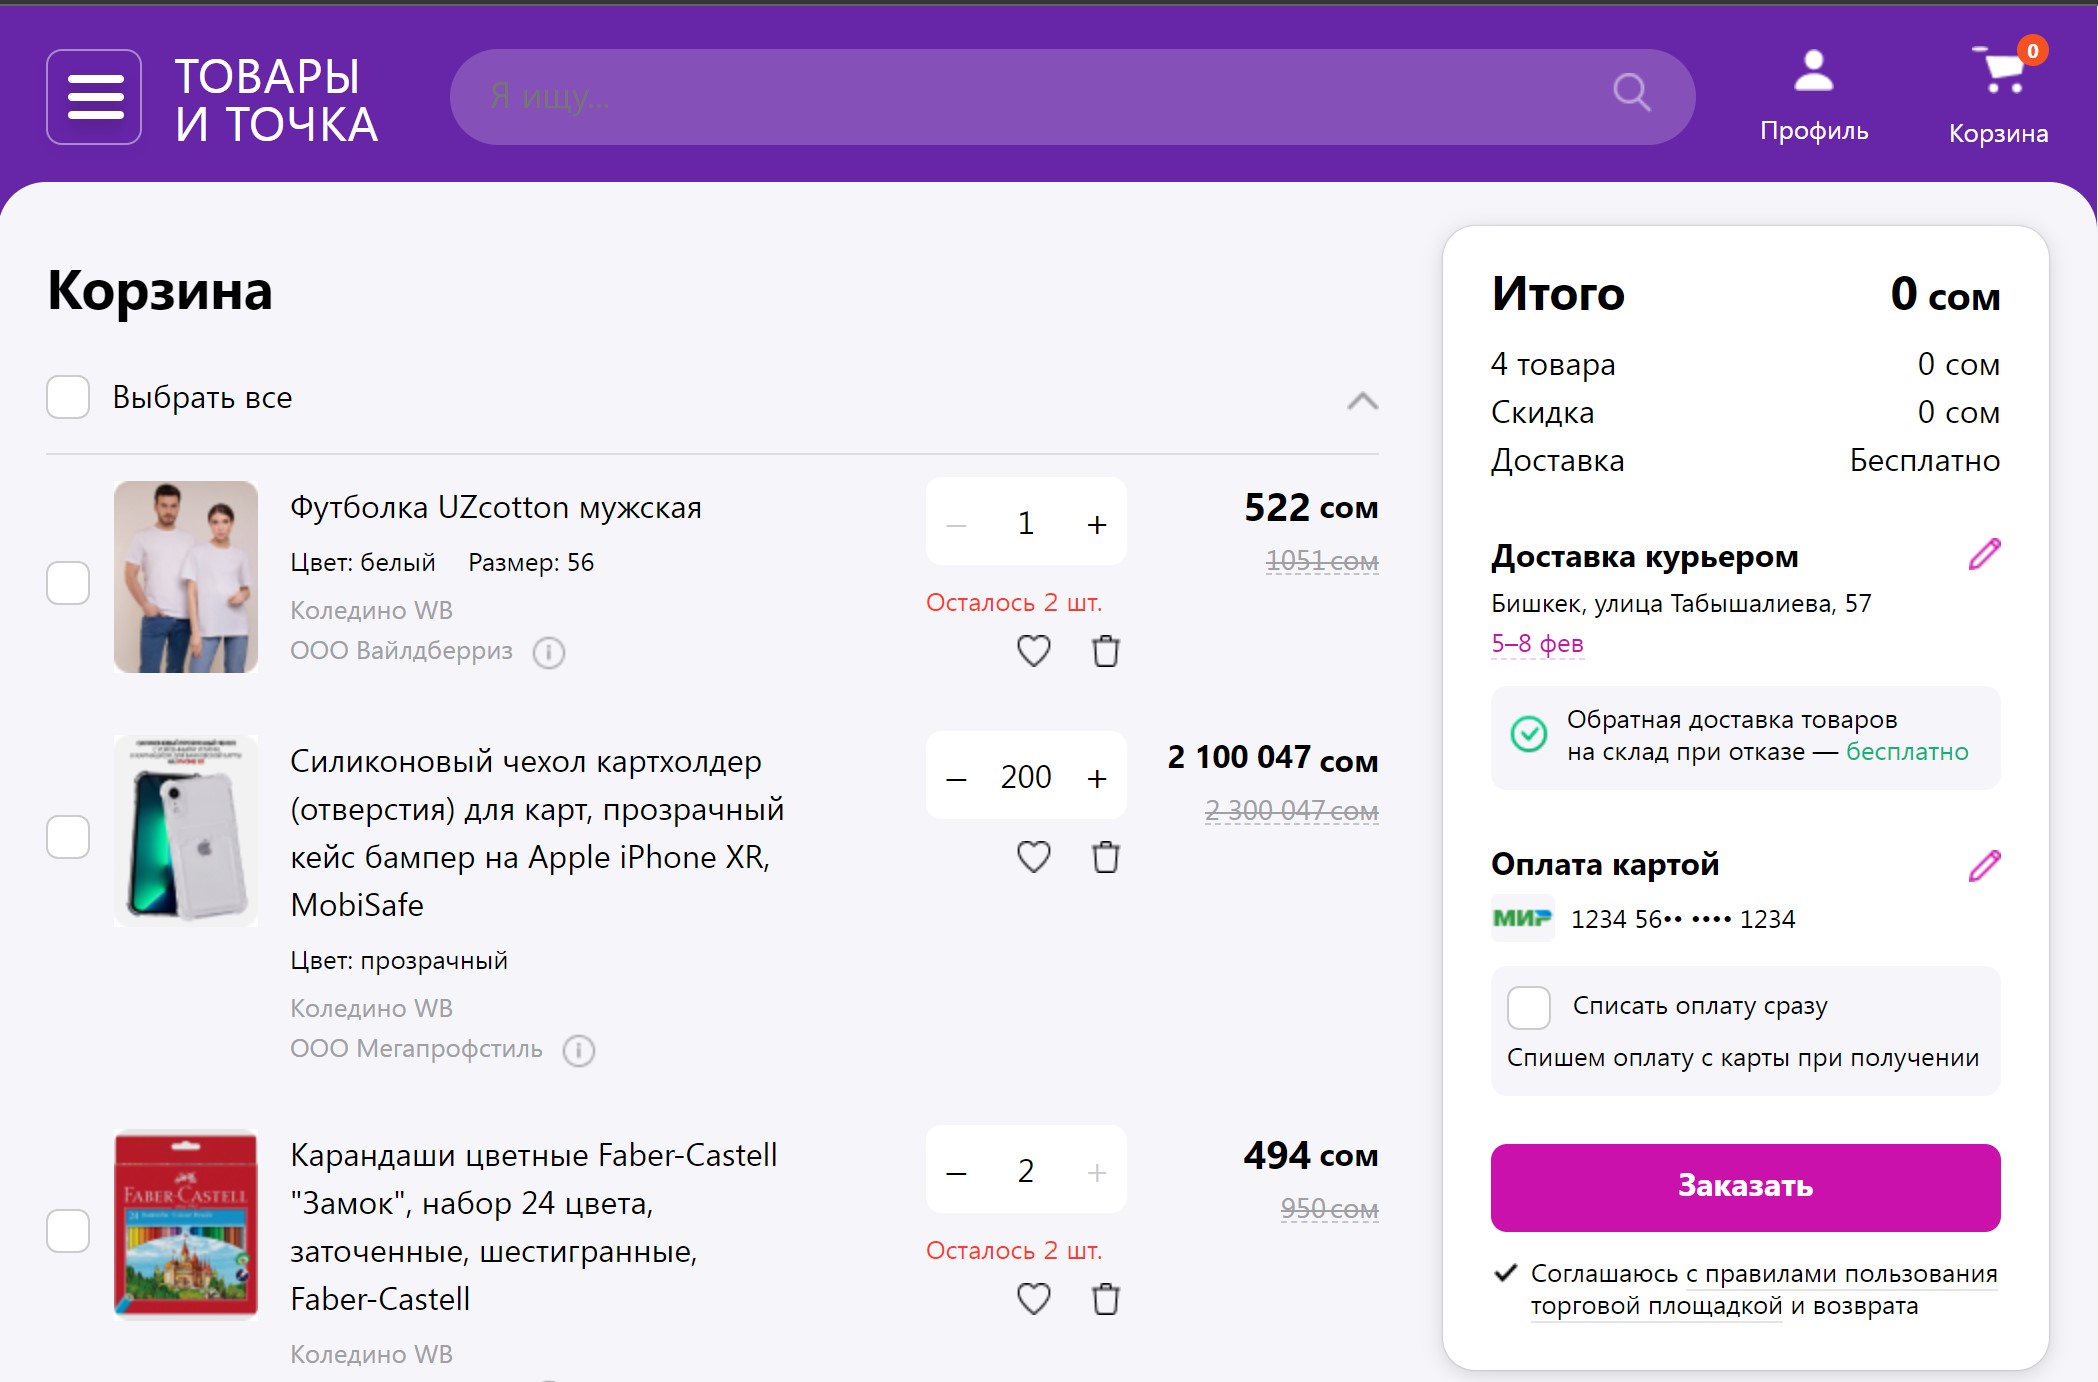 ТОВАРЫ
И ТОЧКА
Я ищу...
Профиль
0
Корзина
Корзина
Выбрать все
Футболка UZcotton мужская
Цвет: белый Размер: 56
Коледино WB
ООО Вайлдберриз
1
Осталось 2 шт.
522 сом
1051 сом
Силиконовый чехол картхолдер
(отверстия) для карт, прозрачный
кейс бампер на Apple iPhone XR,
MobiSafe
Цвет: прозрачный
Коледино WB
ООО Мегапрофстиль
200
2 100 047 сом
2 300 047 сом
FABER-CASTELL
Карандаши цветные Faber-Castell
"Замок", набор 24 цвета,
заточенные, шестигранные,
Faber-Castell
Коледино WB
2
Осталось 2 шт.
494 сом
950 сом
Итого 0 сом
4 товара 0 сом
Скидка 0 сом
Доставка Бесплатно
Доставка курьером
Бишкек, улица Табышалиева, 57
5–8 фев
Обратная доставка товаров
на склад при отказе — бесплатно
Оплата картой
МИР 1234 56•• •••• 1234
Списать оплату сразу
Спишем оплату с карты при получении
Заказать
Соглашаюсь с правилами пользования
торговой площадкой и возврата